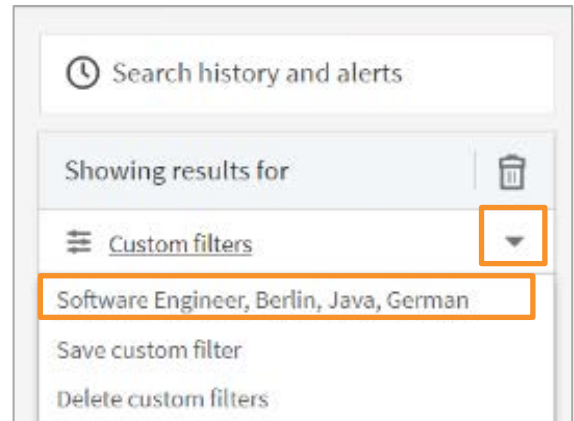 Search history and alerts
Showing results for
Custom filters
Software Engineer, Berlin, Java, German
Save custom filter
Delete custom filters